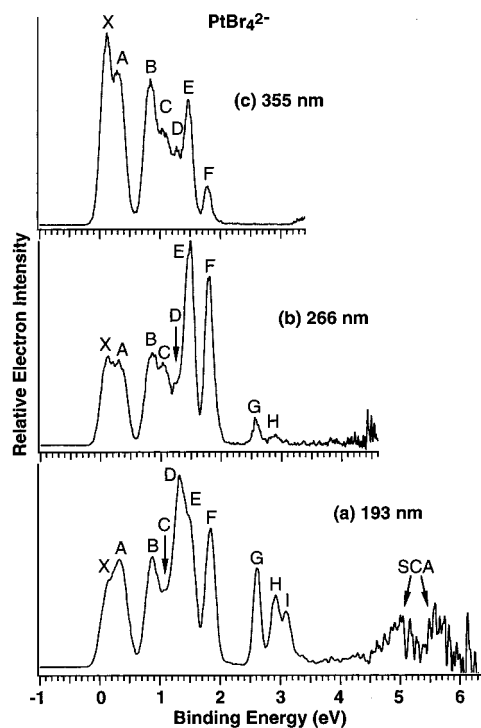 PtBr₄²⁻
X
A
B
C
D
E
F
(c) 355 nm
X
A
B
C
D
E
F
G
H
(b) 266 nm
X
A
B
C
D
E
F
G
H
I
(a) 193 nm
SCA
Relative Electron Intensity
-1 0 1 2 3 4 5 6
Binding Energy (eV)